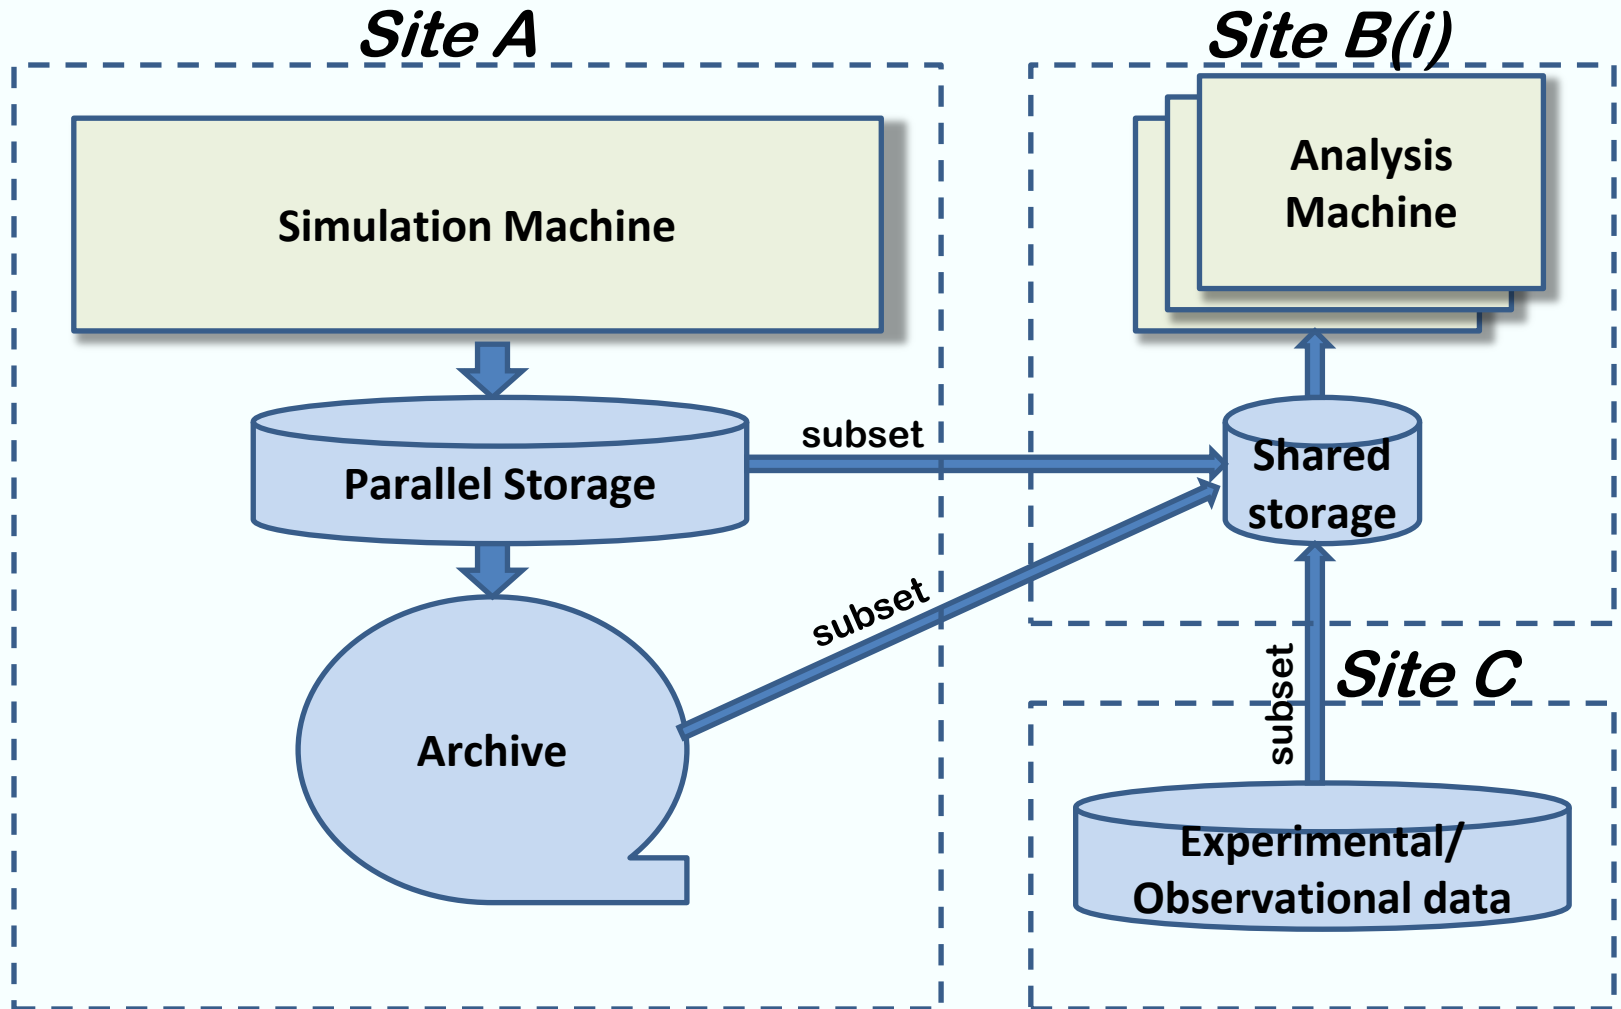 Site A
Simulation Machine
Parallel Storage
Archive
subset
subset
Site B(i)
Analysis
Machine
Shared
storage
subset
Site C
Experimental/
Observational data